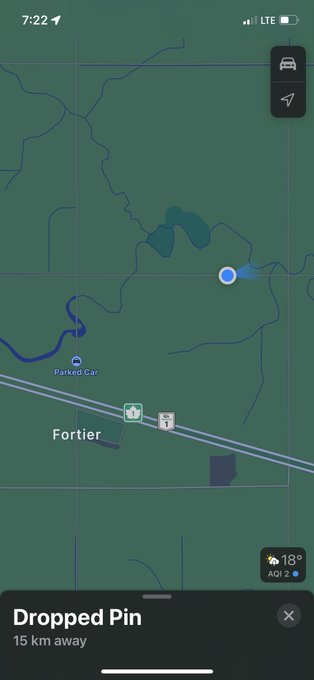 7:22
LTE
Parked Car
1
1
Fortier
18°
AQI 2
Dropped Pin
15 km away